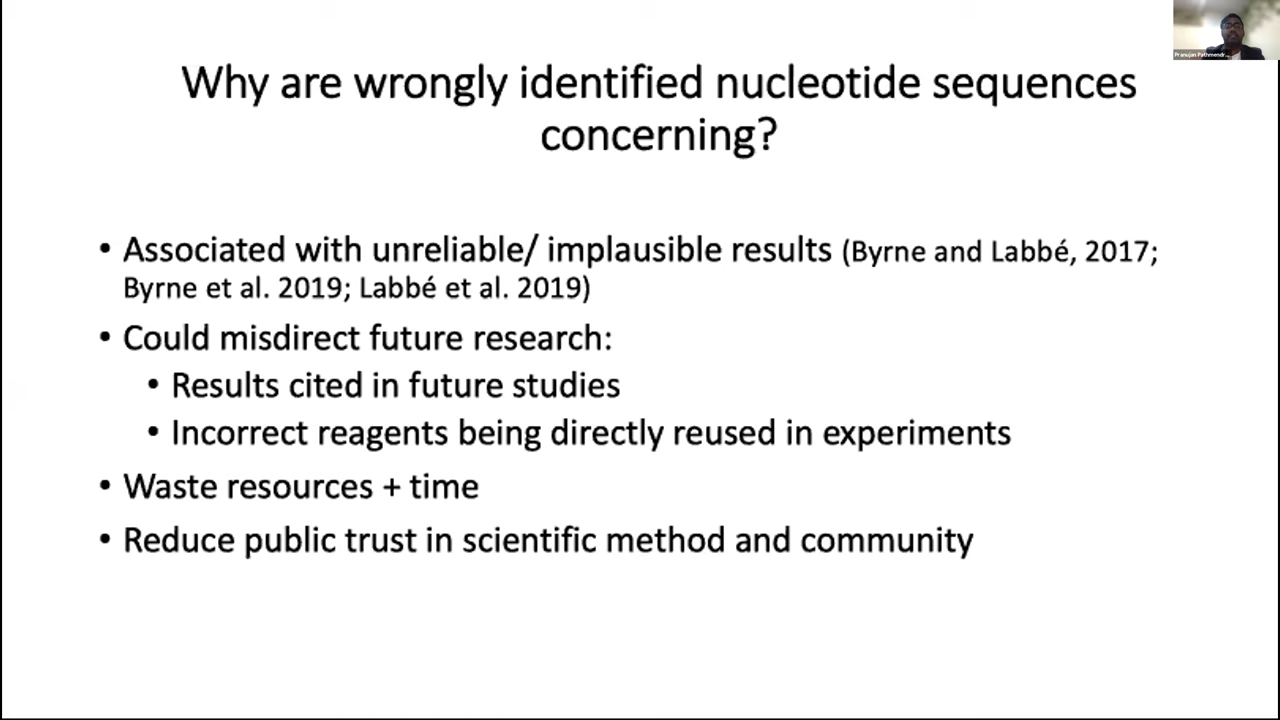 Why are wrongly identified nucleotide sequences
concerning?
• Associated with unreliable/ implausible results (Byrne and Labbé, 2017;
Byrne et al. 2019; Labbé et al. 2019)
• Could misdirect future research:
• Results cited in future studies
• Incorrect reagents being directly reused in experiments
• Waste resources + time
• Reduce public trust in scientific method and community
Pranujan Pathmendr...